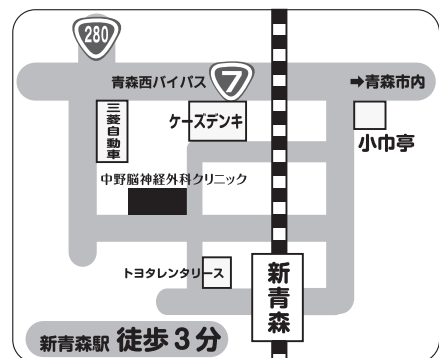 280
青森西バイパス
7
➡青森市内
三菱自動車
ケーズデンキ
小巾亭
中野脳神経外科クリニック
トヨタレンタリース
新青森
新青森駅 徒歩3分